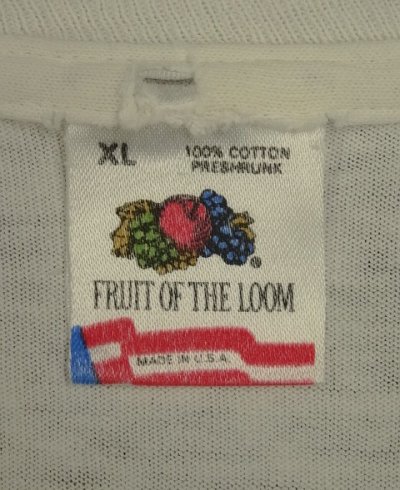 XL 100% COTTON
PRESHRUNK
®
FRUIT OF THE LOOM
MADE IN U.S.A.